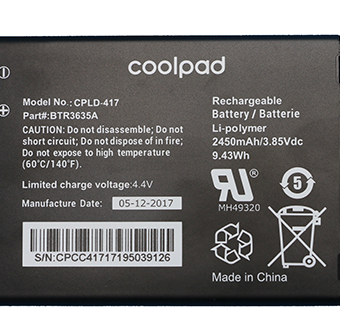 coolpad
Model No.:CPLD-417
Part#:BTR3635A
CAUTION: Do not disassemble; Do not
short circuit; Do not dispose of in fire;
Do not expose to high temperature
(60°C/140°F)
Limited charge voltage: 4.4V
Manufacture Date: 05-12-2017
S/N:CPCC41717195039126
Rechargeable
Battery / Batterie
Li-polymer
2450mAh/3.85Vdc
9.43Wh
RU
MH49320
5
Made in China